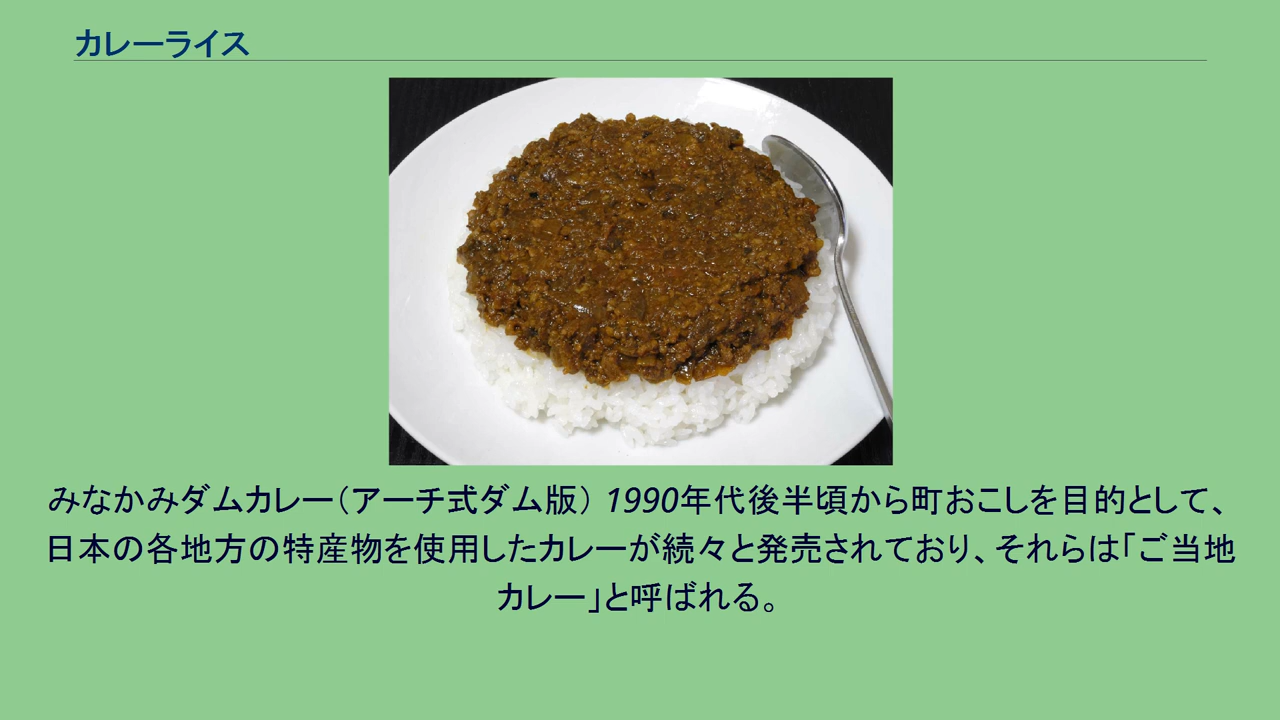 カレーライス
みなかみダムカレー（アーチ式ダム版） 1990年代後半頃から町おこしを目的として、
日本の各地方の特産物を使用したカレーが続々と発売されており、それらは「ご当地
カレー」と呼ばれる。